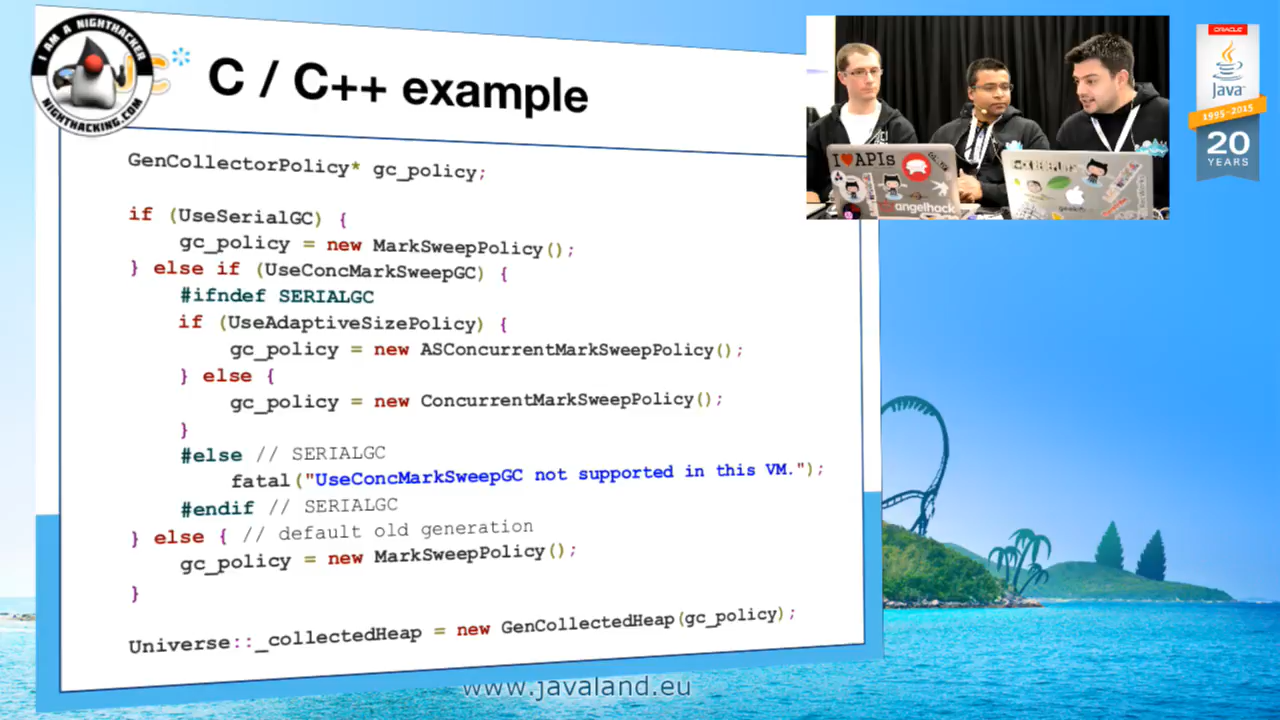 I AM A NIGHTHACKER
NIGHTHACKING.COM
C / C++ example
GenCollectorPolicy* gc_policy;
if (UseSerialGC) {
gc_policy = new MarkSweepPolicy();
} else if (UseConcMarkSweepGC) {
#ifndef SERIALGC
if (UseAdaptiveSizePolicy) {
gc_policy = new ASConcurrentMarkSweepPolicy();
} else {
gc_policy = new ConcurrentMarkSweepPolicy();
}
#else // SERIALGC
fatal("UseConcMarkSweepGC not supported in this VM.");
#endif // SERIALGC
} else { // default old generation
gc_policy = new MarkSweepPolicy();
}
Universe::_collectedHeap = new GenCollectedHeap(gc_policy);
I♥APIs
angelhack
ORACLE
Java
1995-2015
20
YEARS
www.javaland.eu